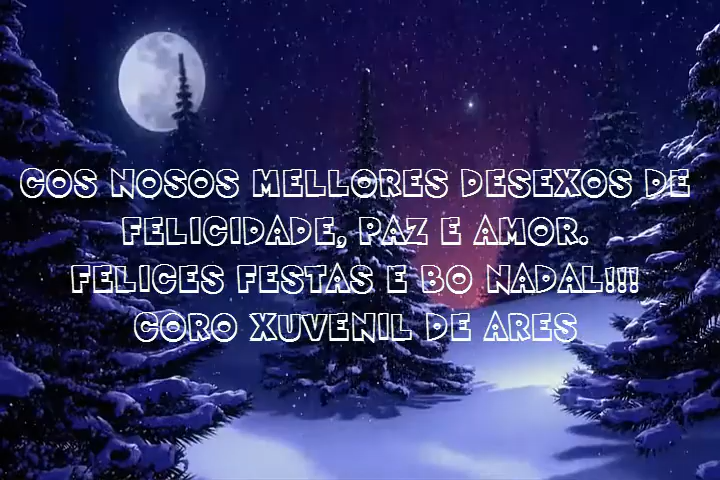 COS NOSOS MELLORES DESEXOS DE
FELICIDADE, PAZ E AMOR.
FELICES FESTAS E BO NADAL!!!
CORO XUVENIL DE ARES